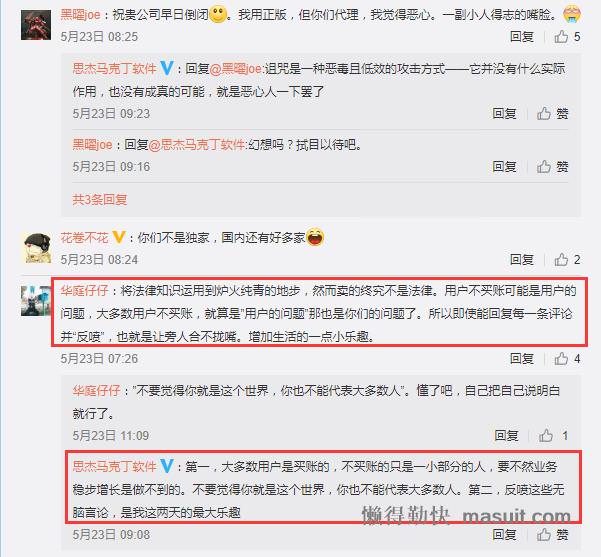 黑曜joe：祝贵公司早日倒闭。我用正版，但你们代理，我觉得恶心。一副小人得志的嘴脸。
5月23日 08:25
回复
5
思杰马克丁软件：回复@黑曜joe:诅咒是一种恶毒且低效的攻击方式——它并没有什么实际
作用，也没有成真的可能，就是恶心人一下罢了
5月23日 09:23
回复
赞
黑曜joe：回复@思杰马克丁软件:幻想吗？拭目以待吧。
5月23日 09:16
回复
赞
共3条回复
花卷不花：你们不是独家，国内还有好多家
5月23日 08:24
回复
2
华庭仔仔：将法律知识运用到炉火纯青的地步，然而卖的终究不是法律。用户不买账可能是用户的
问题，大多数用户不买账，就算是"用户的问题"那也是你们的问题了。所以即使能回复每一条评论
并“反喷”，也就是让旁人合不拢嘴。增加生活的一点小乐趣。
5月23日 07:26
回复
4
华庭仔仔："不要觉得你就是这个世界，你也不能代表大多数人"。懂了吧，自己把自己说明白
就行了。
5月23日 11:09
回复
1
思杰马克丁软件：第一，大多数用户是买账的，不买账的只是一小部分的人，要不然业务
稳步增长是做不到的。不要觉得你就是这个世界，你也不能代表大多数人。第二，反喷这些无
脑言论，是我这两天的最大乐趣
懒得勤快 masuit.com
5月23日 09:08
回复
赞